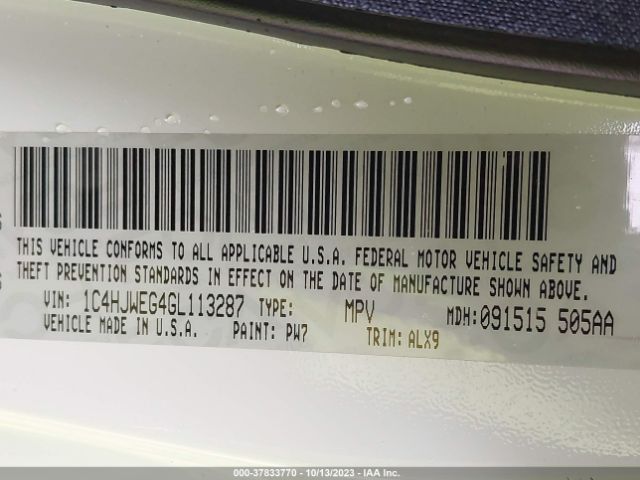 THIS VEHICLE CONFORMS TO ALL APPLICABLE U.S.A. FEDERAL MOTOR VEHICLE SAFETY AND
THEFT PREVENTION STANDARDS IN EFFECT ON THE DATE OF MANUFACTURE SHOWN ABOVE.
VIN: 1C4HJWEG4GL113287 TYPE: MPV MDH:091515 505AA
VEHICLE MADE IN U.S.A. PAINT: PW7 TRIM: ALX9
000-37833770 - 10/13/2023 - IAA Inc.